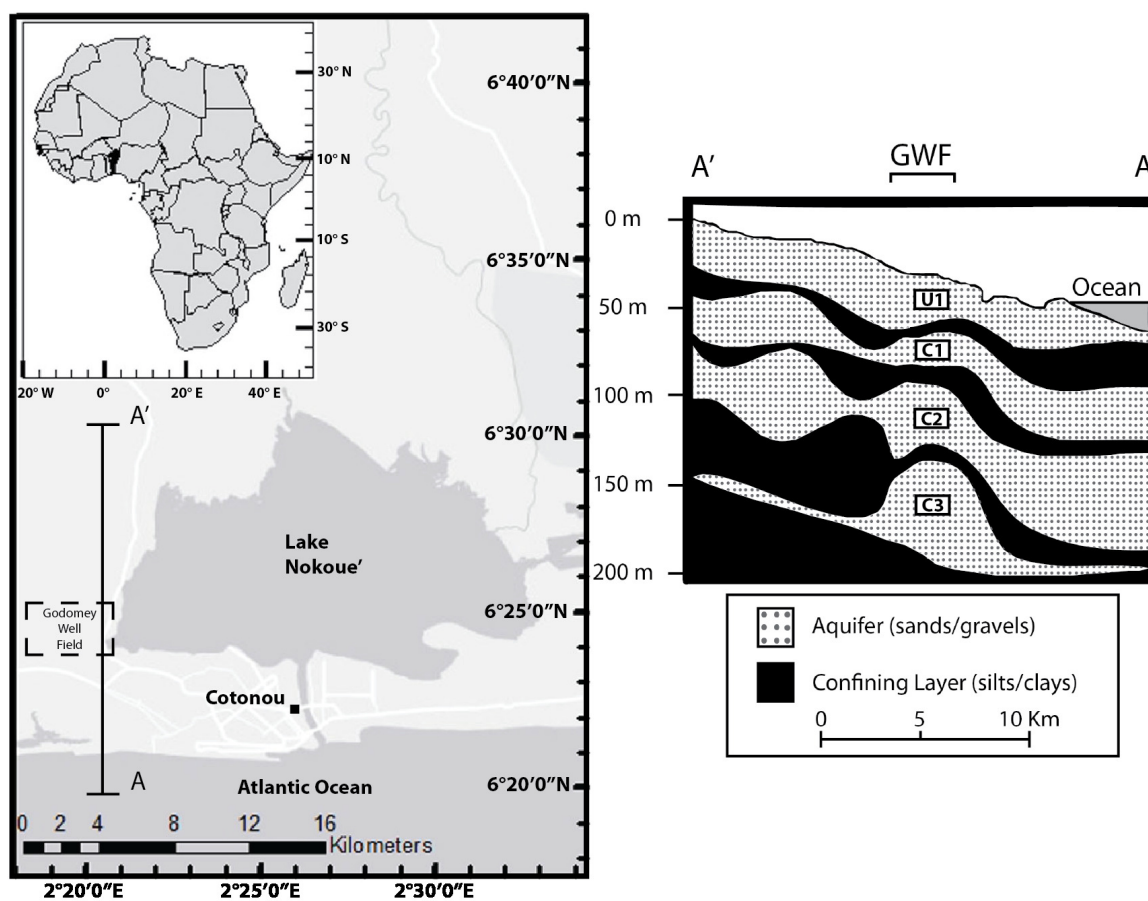 30° N
10° N
10° S
30° S
20° W
0°
20° E
40° E
6°40'0"N
6°35'0"N
6°30'0"N
6°25'0"N
6°20'0"N
A'
Lake
Nokoue'
Godomey
Well
Field
Cotonou
A
Atlantic Ocean
0 2 4 8 12 16
Kilometers
2°20'0"E
2°25'0"E
2°30'0"E
A'
GWF
A
0 m
50 m
100 m
150 m
200 m
Ocean
U1
C1
C2
C3
Aquifer (sands/gravels)
Confining Layer (silts/clays)
0 5 10 Km